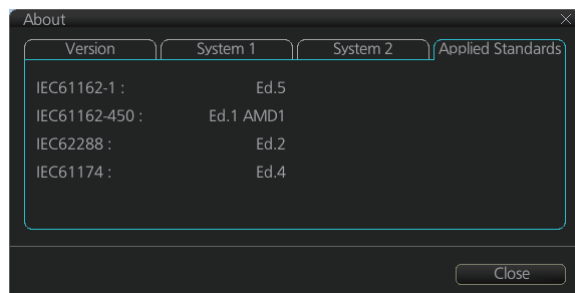 About
Version System 1 System 2 Applied Standards
IEC61162-1 : Ed.5
IEC61162-450 : Ed.1 AMD1
IEC62288 : Ed.2
IEC61174 : Ed.4
Close